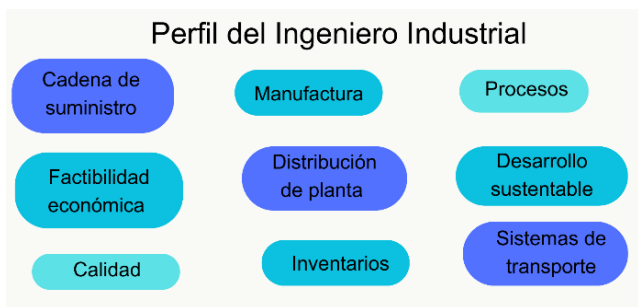 Perfil del Ingeniero Industrial
Cadena de
suministro
Manufactura
Procesos
Factibilidad
económica
Distribución
de planta
Desarrollo
sustentable
Calidad
Inventarios
Sistemas de
transporte